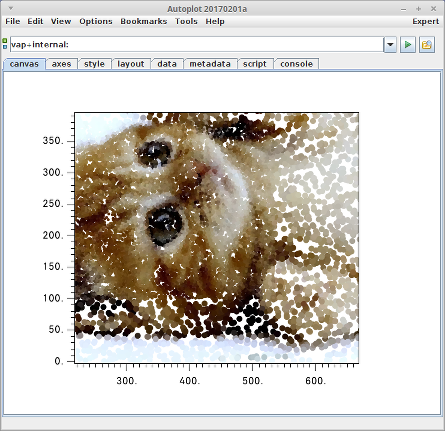 Autoplot 20170201a
File Edit View Options Bookmarks Tools Help Expert
vap+internal:
canvas axes style layout data metadata script console
350.
300.
250.
200.
150.
100.
50.
0.
300. 400. 500. 600.